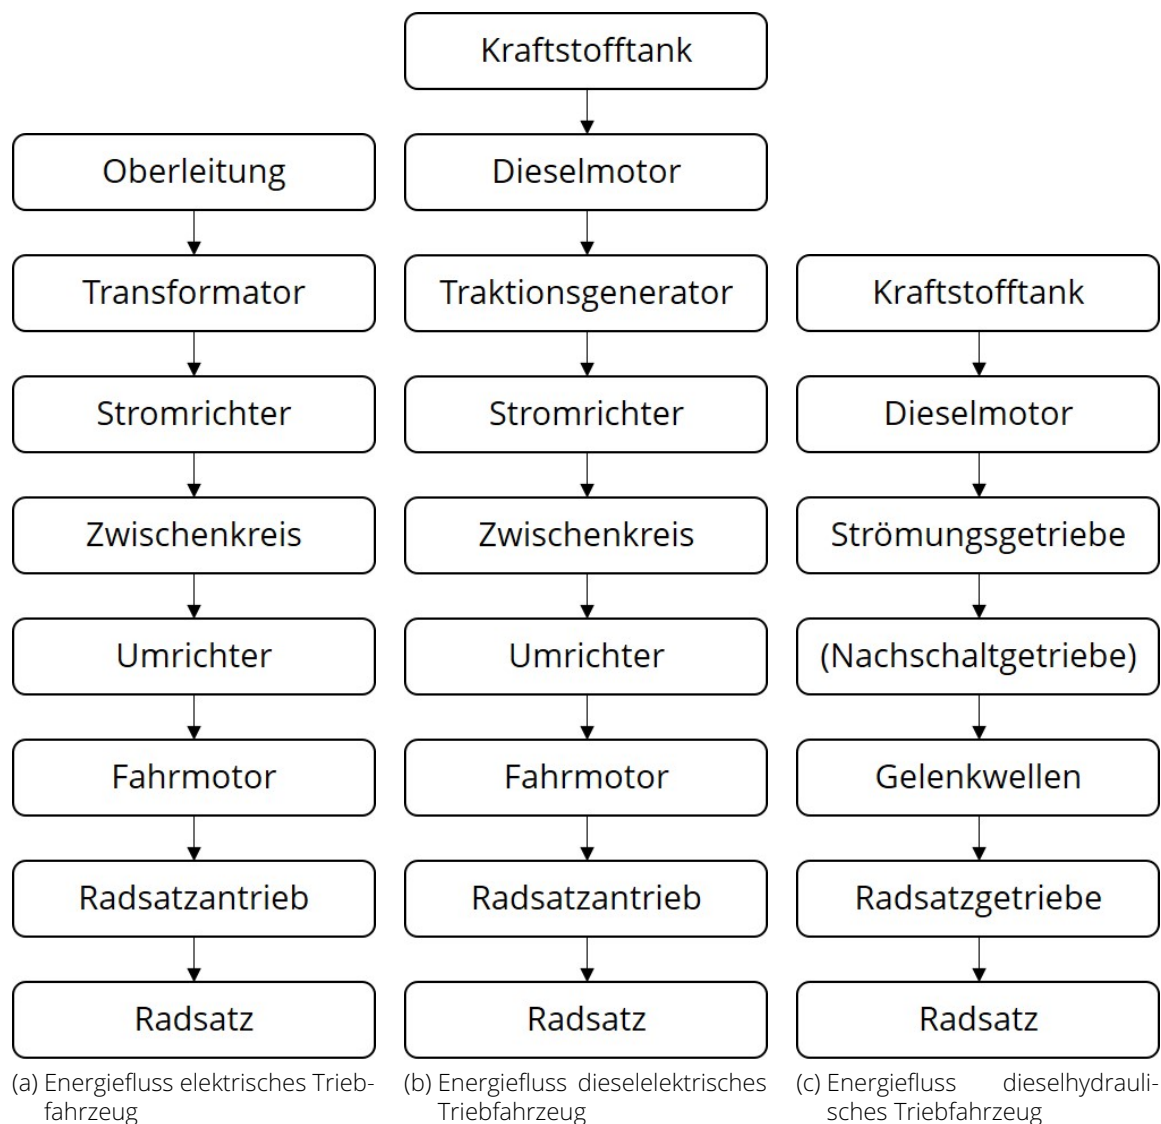 Oberleitung
Transformator
Stromrichter
Zwischenkreis
Umrichter
Fahrmotor
Radsatzantrieb
Radsatz
(a) Energiefluss elektrisches Trieb-
fahrzeug
Kraftstofftank
Dieselmotor
Traktionsgenerator
Stromrichter
Zwischenkreis
Umrichter
Fahrmotor
Radsatzantrieb
Radsatz
(b) Energiefluss dieselelektrisches
Triebfahrzeug
Kraftstofftank
Dieselmotor
Strömungsgetriebe
(Nachschaltgetriebe)
Gelenkwellen
Radsatzgetriebe
Radsatz
(c) Energiefluss dieselhydrauli-
sches Triebfahrzeug